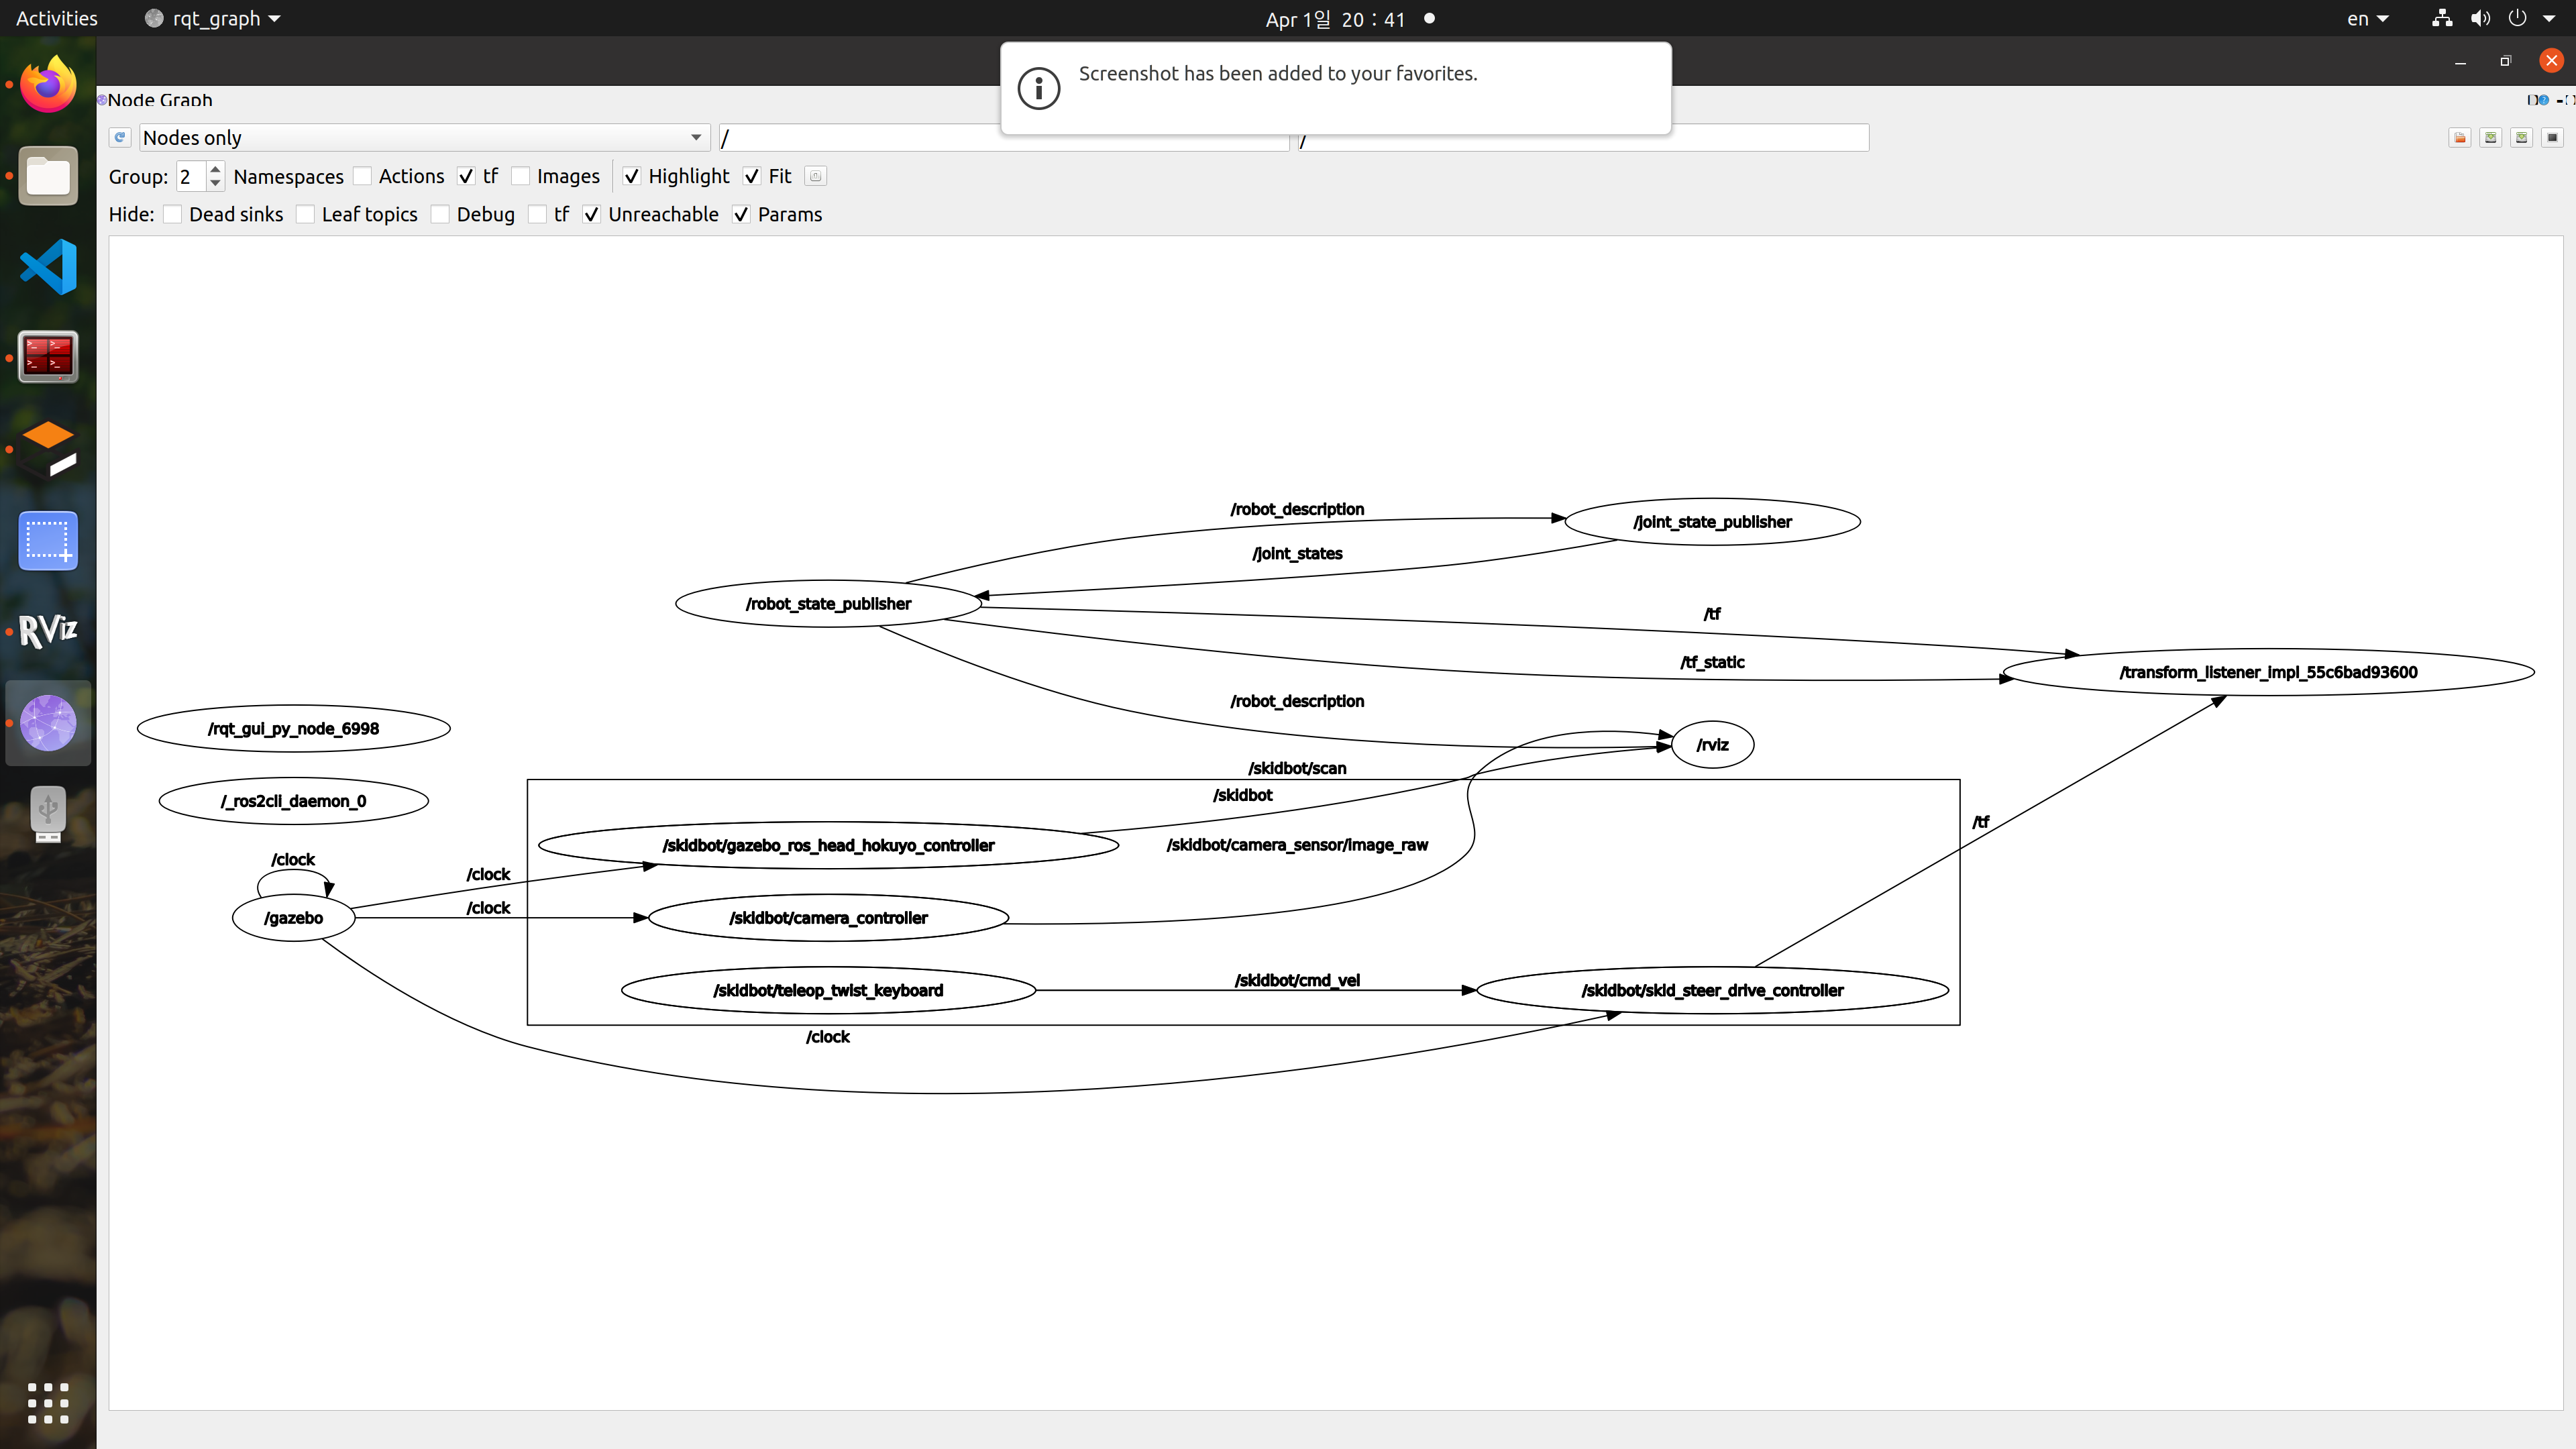 Activities
rqt_graph
Apr 1일 20 : 41
en
Screenshot has been added to your favorites.
Node Graph
Nodes only
/
/
Group: 2 Namespaces Actions tf Images Highlight Fit
Hide: Dead sinks Leaf topics Debug tf Unreachable Params
/robot_description
/joint_state_publisher
/joint_states
/robot_state_publisher
/tf
/tf_static
/transform_listener_impl_55c6bad93600
/robot_description
/rqt_gui_py_node_6998
/rviz
/skidbot/scan
/skidbot
/_ros2cli_daemon_0
/tf
/skidbot/gazebo_ros_head_hokuyo_controller
/skidbot/camera_sensor/image_raw
/clock
/clock
/clock
/gazebo
/skidbot/camera_controller
/skidbot/cmd_vel
/skidbot/teleop_twist_keyboard
/skidbot/skid_steer_drive_controller
/clock
RViz